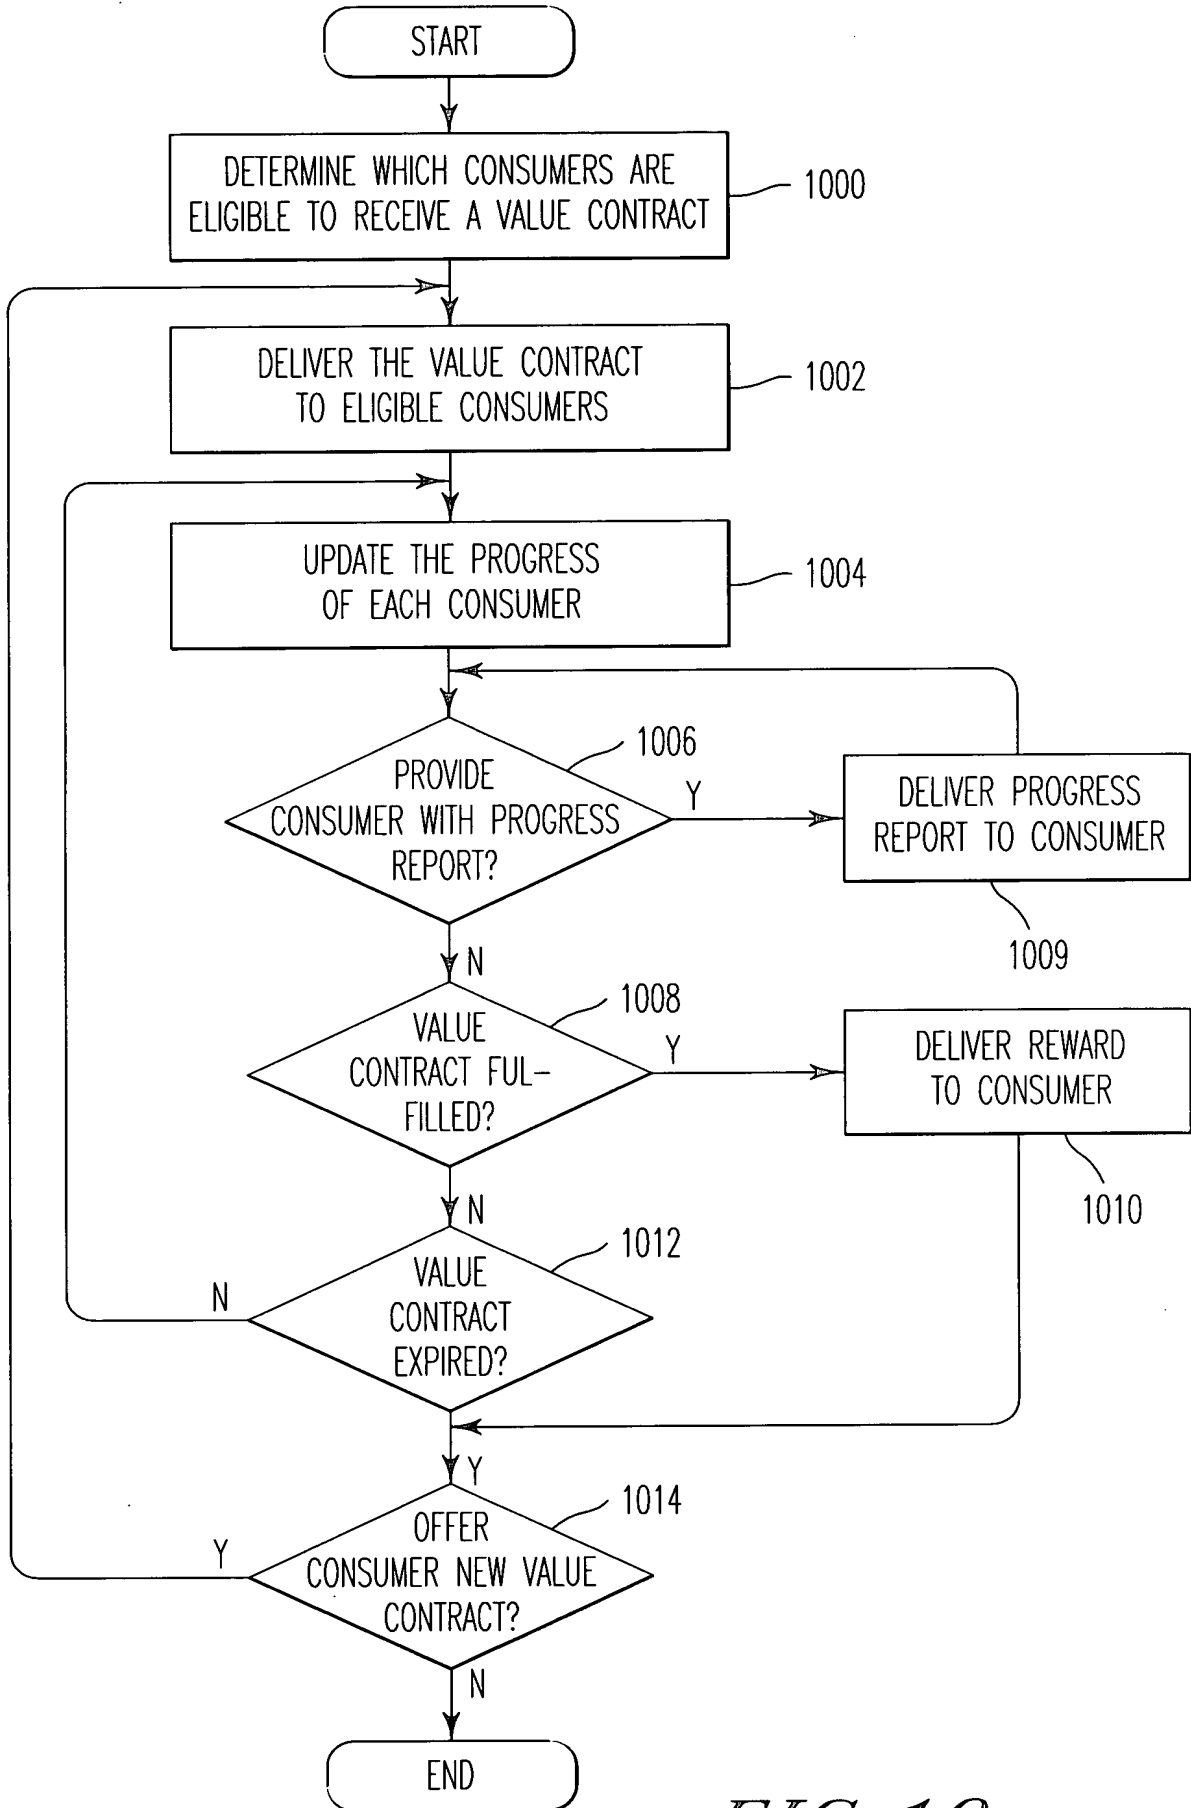 START
DETERMINE WHICH CONSUMERS ARE
ELIGIBLE TO RECEIVE A VALUE CONTRACT
1000
DELIVER THE VALUE CONTRACT
TO ELIGIBLE CONSUMERS
1002
UPDATE THE PROGRESS
OF EACH CONSUMER
1004
PROVIDE
CONSUMER WITH PROGRESS
REPORT?
1006
Y
DELIVER PROGRESS
REPORT TO CONSUMER
1009
N
VALUE
CONTRACT FUL-
FILLED?
1008
Y
DELIVER REWARD
TO CONSUMER
1010
N
VALUE
CONTRACT
EXPIRED?
1012
N
Y
OFFER
CONSUMER NEW VALUE
CONTRACT?
1014
Y
N
END